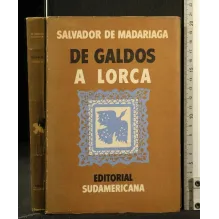 SALVADOR DE MADARIAGA
DE GALDOS
A LORCA
EDITORIAL
SUDAMERICANA